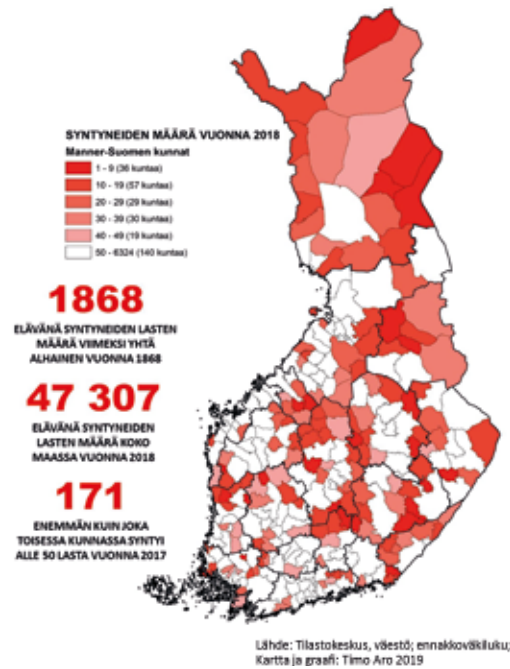 SYNTYNEIDEN MÄÄRÄ VUONNA 2018
Manner-Suomen kunnat
1 - 9 (36 kuntaa)
10 - 19 (57 kuntaa)
20 - 29 (29 kuntaa)
30 - 39 (30 kuntaa)
40 - 49 (19 kuntaa)
50 - 6324 (140 kuntaa)
1868
ELÄVÄNÄ SYNTYNEIDEN LASTEN
MÄÄRÄ VIIMEKSI YHTÄ
ALHAINEN VUONNA 1868
47 307
ELÄVÄNÄ SYNTYNEIDEN
LASTEN MÄÄRÄ KOKO
MAASSA VUONNA 2018
171
ENEMMÄN KUIN JOKA
TOISESSA KUNNASSA SYNTYI
ALLE 50 LASTA VUONNA 2017
Lähde: Tilastokeskus, väestö; ennakkoväkiluku;
Kartta ja graafi: Timo Aro 2019